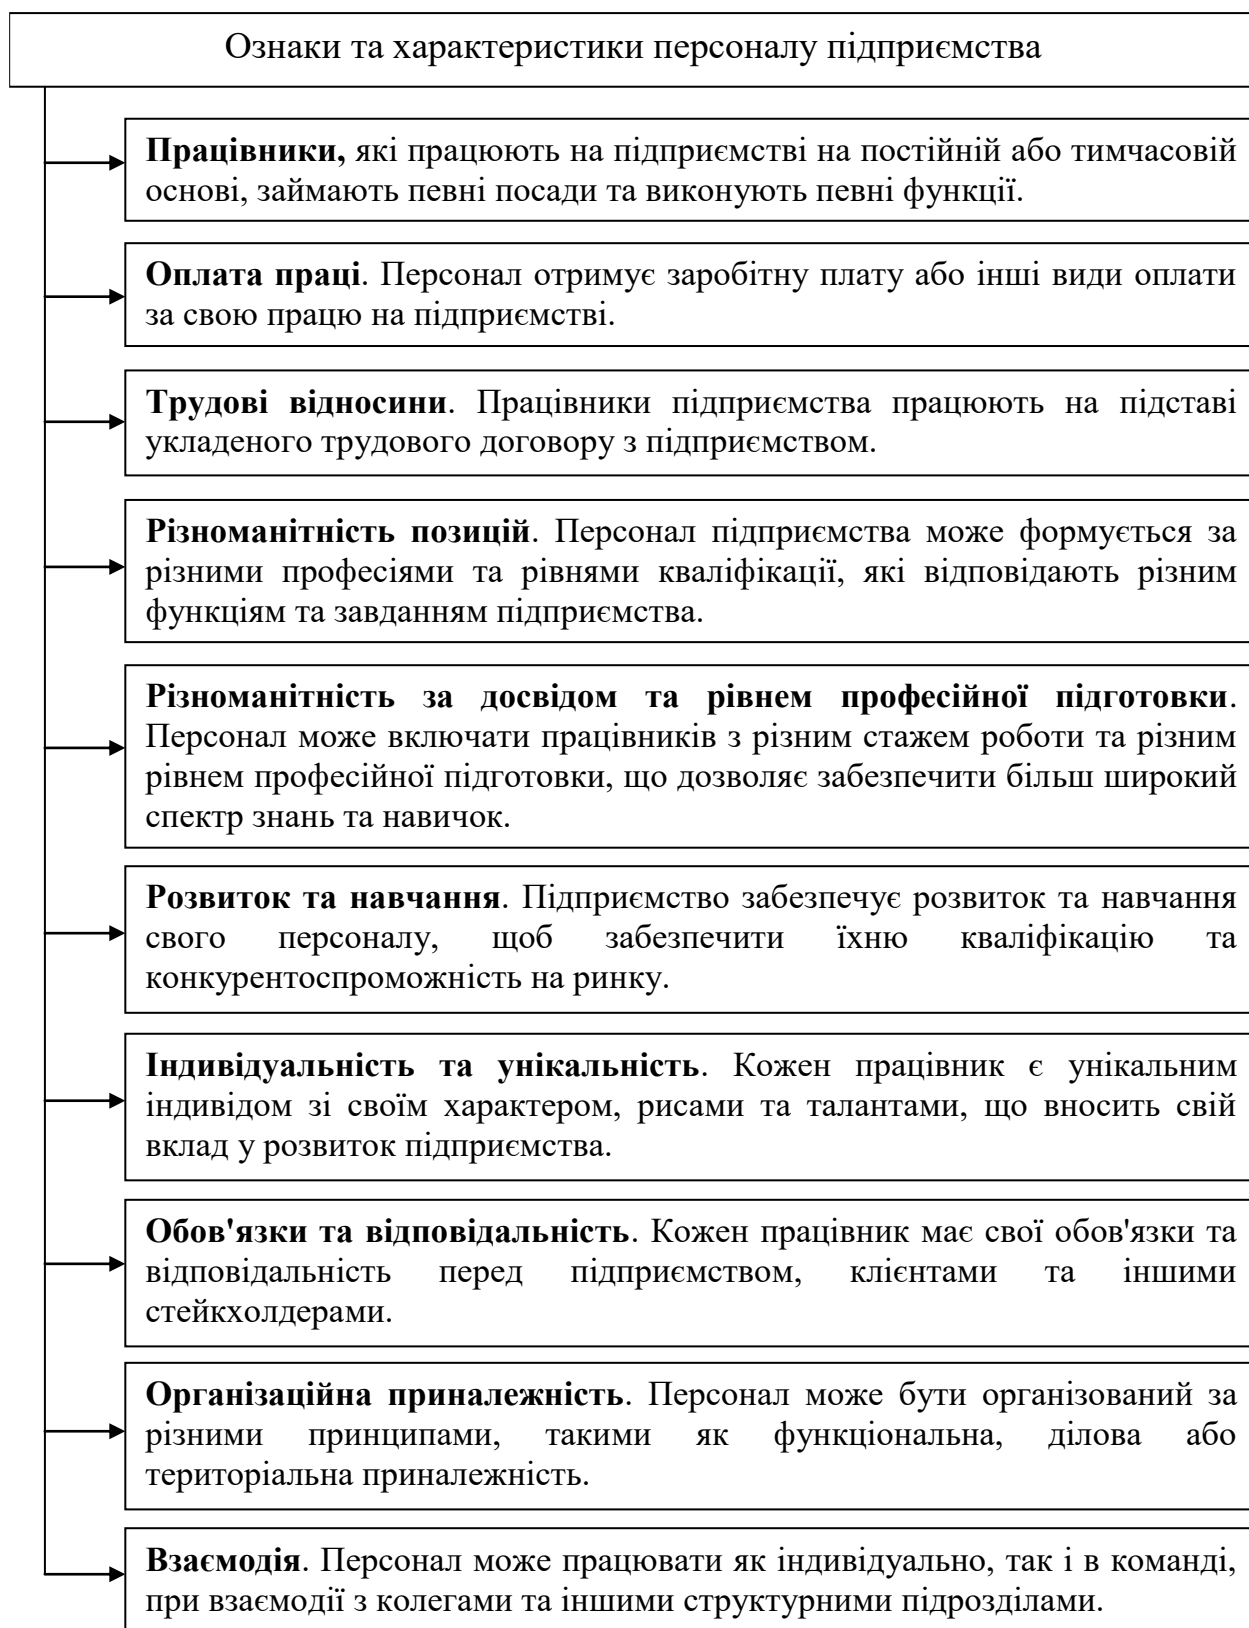 Ознаки та характеристики персоналу підприємства
Працівники, які працюють на підприємстві на постійній або тимчасовій
основі, займають певні посади та виконують певні функції.
Оплата праці. Персонал отримує заробітну плату або інші види оплати
за свою працю на підприємстві.
Трудові відносини. Працівники підприємства працюють на підставі
укладеного трудового договору з підприємством.
Різноманітність позицій. Персонал підприємства може формується за
різними професіями та рівнями кваліфікації, які відповідають різним
функціям та завданням підприємства.
Різноманітність за досвідом та рівнем професійної підготовки.
Персонал може включати працівників з різним стажем роботи та різним
рівнем професійної підготовки, що дозволяє забезпечити більш широкий
спектр знань та навичок.
Розвиток та навчання. Підприємство забезпечує розвиток та навчання
свого персоналу, щоб забезпечити їхню кваліфікацію та
конкурентоспроможність на ринку.
Індивідуальність та унікальність. Кожен працівник є унікальним
індивідом зі своїм характером, рисами та талантами, що вносить свій
вклад у розвиток підприємства.
Обов'язки та відповідальність. Кожен працівник має свої обов'язки та
відповідальність перед підприємством, клієнтами та іншими
стейкхолдерами.
Організаційна приналежність. Персонал може бути організований за
різними принципами, такими як функціональна, ділова або
територіальна приналежність.
Взаємодія. Персонал може працювати як індивідуально, так і в команді,
при взаємодії з колегами та іншими структурними підрозділами.